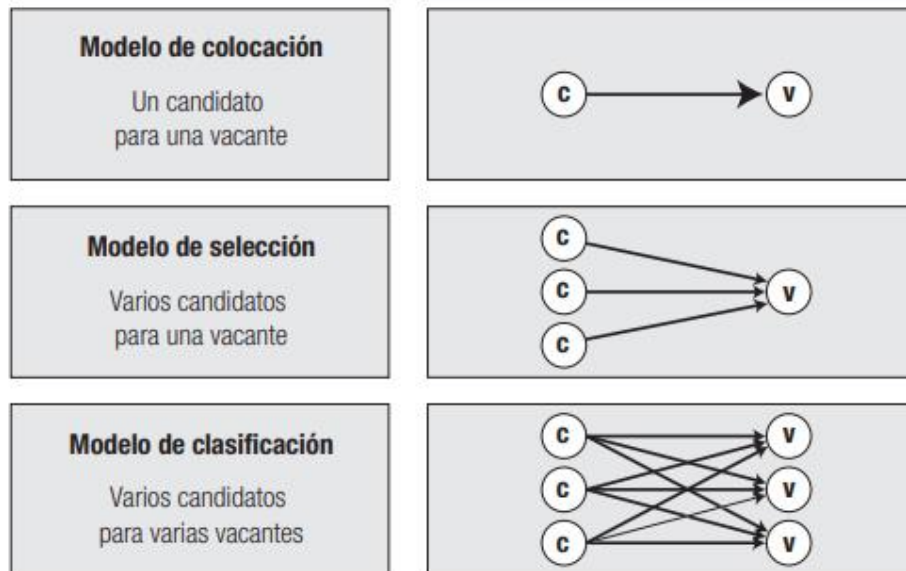 Modelo de colocación
Un candidato
para una vacante
C
V
Modelo de selección
Varios candidatos
para una vacante
C
C
C
V
Modelo de clasificación
Varios candidatos
para varias vacantes
C
V
C
V
C
V